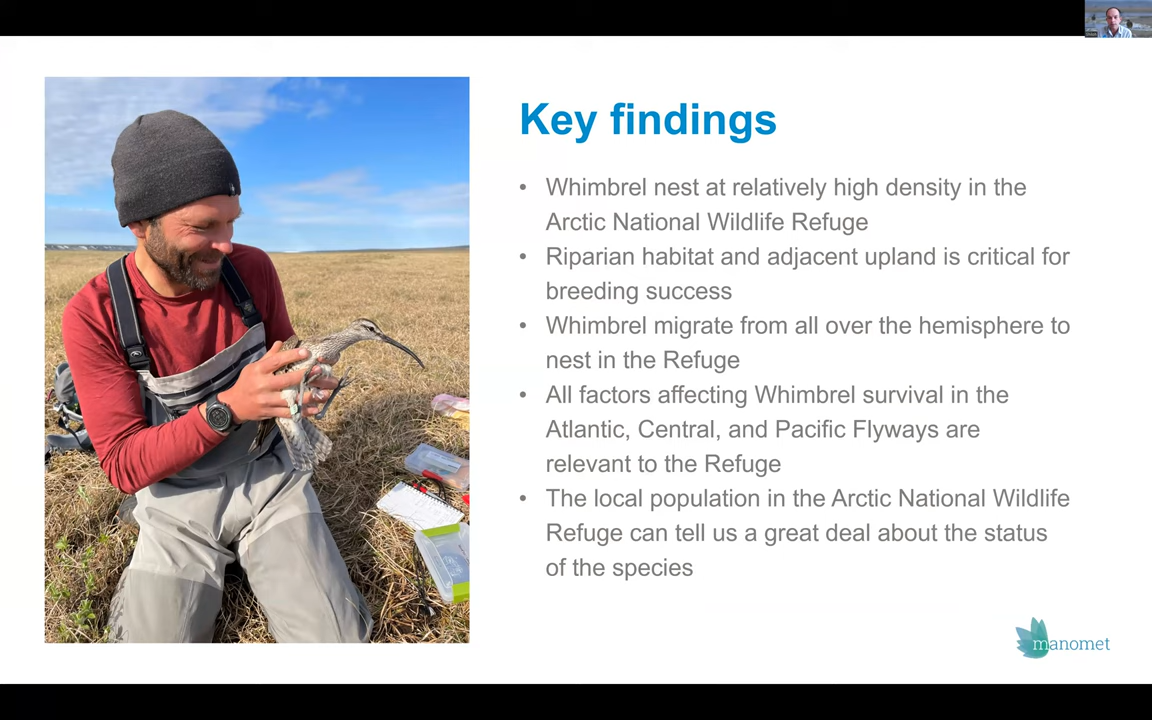 Key findings
• Whimbrel nest at relatively high density in the
Arctic National Wildlife Refuge
• Riparian habitat and adjacent upland is critical for
breeding success
• Whimbrel migrate from all over the hemisphere to
nest in the Refuge
• All factors affecting Whimbrel survival in the
Atlantic, Central, and Pacific Flyways are
relevant to the Refuge
• The local population in the Arctic National Wildlife
Refuge can tell us a great deal about the status
of the species
manomet